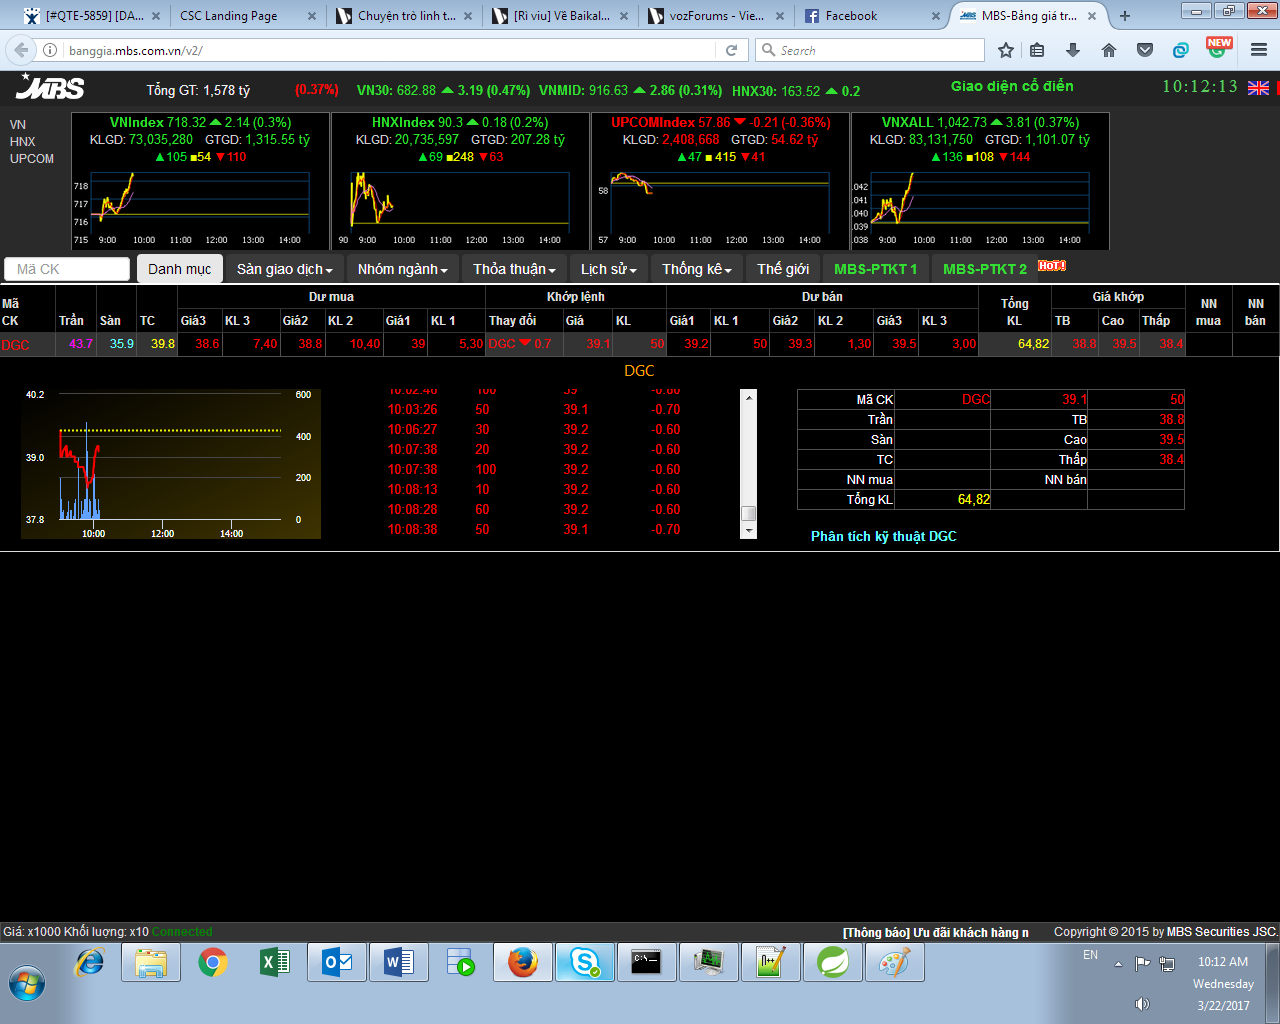 [#QTE-5859] [DA... × CSC Landing Page × Chuyện trò linh t... × [Rì viu] Về Baikal... × vozForums - Vie... × Facebook × MBS-Bảng giá tr... × +
banggia.mbs.com.vn/v2/ Search NEW
MBS Tổng GT: 1,578 tỷ (0.37%) VN30: 682.88 ▲ 3.19 (0.47%) VNMID: 916.63 ▲ 2.86 (0.31%) HNX30: 163.52 ▲ 0.2 Giao diện cổ điển 10:12:13
VN
HNX
UPCOM
VNIndex 718.32 ▲ 2.14 (0.3%)
KLGD: 73,035,280 GTGD: 1,315.55 tỷ
▲105 ■54 ▼110
718
717
716
715 9:00 10:00 11:00 12:00 13:00 14:00
HNXIndex 90.3 ▲ 0.18 (0.2%)
KLGD: 20,735,597 GTGD: 207.28 tỷ
▲69 ■248 ▼63
90 9:00 10:00 11:00 12:00 13:00 14:00
UPCOMIndex 57.86 ▼ -0.21 (-0.36%)
KLGD: 2,408,668 GTGD: 54.62 tỷ
▲47 ■ 415 ▼41
58
57 9:00 10:00 11:00 12:00 13:00 14:00
VNXALL 1,042.73 ▲ 3.81 (0.37%)
KLGD: 83,131,750 GTGD: 1,101.07 tỷ
▲136 ■108 ▼144
.042
.041
.040
.039
.038 9:00 10:00 11:00 12:00 13:00 14:00
Mã CK Danh mục Sàn giao dịch Nhóm ngành Thỏa thuận Lịch sử Thống kê Thế giới MBS-PTKT 1 MBS-PTKT 2 HOT!
Mã CK Trần Sàn TC Dư mua Khớp lệnh Dư bán Tổng KL Giá khớp NN mua NN bán
Giá3 KL 3 Giá2 KL 2 Giá1 KL 1 Thay đổi Giá KL Giá1 KL 1 Giá2 KL 2 Giá3 KL 3 TB Cao Thấp
DGC 43.7 35.9 39.8 38.6 7,40 38.8 10,40 39 5,30 DGC ▼ 0.7 39.1 50 39.2 50 39.3 1,30 39.5 3,00 64,82 38.8 39.5 38.4
DGC
40.2 600
400
39.0
200
37.8 0
10:00 12:00 14:00
10:02:46 100 39 -0.80
10:03:26 50 39.1 -0.70
10:06:27 30 39.2 -0.60
10:07:38 20 39.2 -0.60
10:07:38 100 39.2 -0.60
10:08:13 10 39.2 -0.60
10:08:28 60 39.2 -0.60
10:08:38 50 39.1 -0.70
Mã CK DGC 39.1 50
Trần TB 38.8
Sàn Cao 39.5
TC Thấp 38.4
NN mua NN bán
Tổng KL 64,82
Phân tích kỹ thuật DGC
Giá: x1000 Khối lượng: x10 Connected [Thông báo] Ưu đãi khách hàng n Copyright © 2015 by MBS Securities JSC.
EN 10:12 AM
Wednesday
3/22/2017